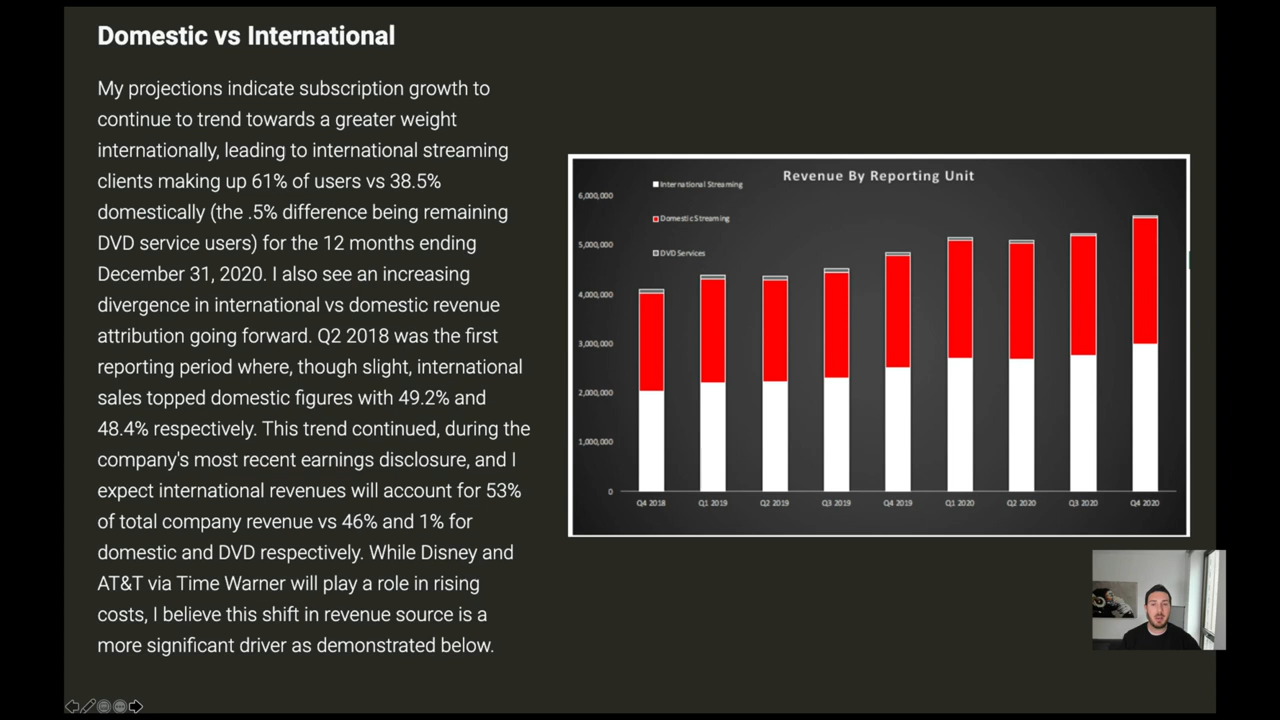 Domestic vs International
My projections indicate subscription growth to
continue to trend towards a greater weight
internationally, leading to international streaming
clients making up 61% of users vs 38.5%
domestically (the .5% difference being remaining
DVD service users) for the 12 months ending
December 31, 2020. I also see an increasing
divergence in international vs domestic revenue
attribution going forward. Q2 2018 was the first
reporting period where, though slight, international
sales topped domestic figures with 49.2% and
48.4% respectively. This trend continued, during the
company's most recent earnings disclosure, and I
expect international revenues will account for 53%
of total company revenue vs 46% and 1% for
domestic and DVD respectively. While Disney and
AT&T via Time Warner will play a role in rising
costs, I believe this shift in revenue source is a
more significant driver as demonstrated below.
Revenue By Reporting Unit
International Streaming
Domestic Streaming
DVD Services
6,000,000
5,000,000
4,000,000
3,000,000
2,000,000
1,000,000
0
Q4 2018 Q1 2019 Q2 2019 Q3 2019 Q4 2019 Q1 2020 Q2 2020 Q3 2020 Q4 2020